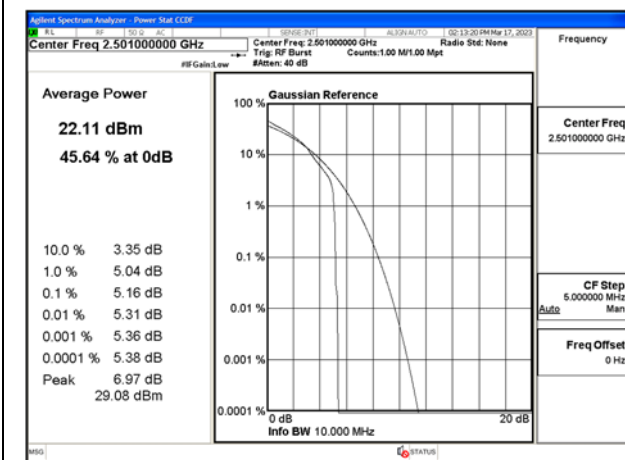 Agilent Spectrum Analyzer - Power Stat CCDF
RL RF 50 Ω AC SENSE:INT ALIGN AUTO 02:13:20 PM Mar 17, 2023
Center Freq 2.501000000 GHz
Center Freq: 2.501000000 GHz Radio Std: None
Trig: RF Burst Counts:1.00 M/1.00 Mpt
#IFGain:Low #Atten: 40 dB
Frequency
Average Power
22.11 dBm
45.64 % at 0dB
10.0 % 3.35 dB
1.0 % 5.04 dB
0.1 % 5.16 dB
0.01 % 5.31 dB
0.001 % 5.36 dB
0.0001 % 5.38 dB
Peak 6.97 dB
29.08 dBm
Gaussian Reference
100 %
10 %
1 %
0.1 %
0.01 %
0.001 %
0.0001 %
0 dB 20 dB
Info BW 10.000 MHz
Center Freq
2.501000000 GHz
CF Step
5.000000 MHz
Auto Man
Freq Offset
0 Hz
MSG STATUS